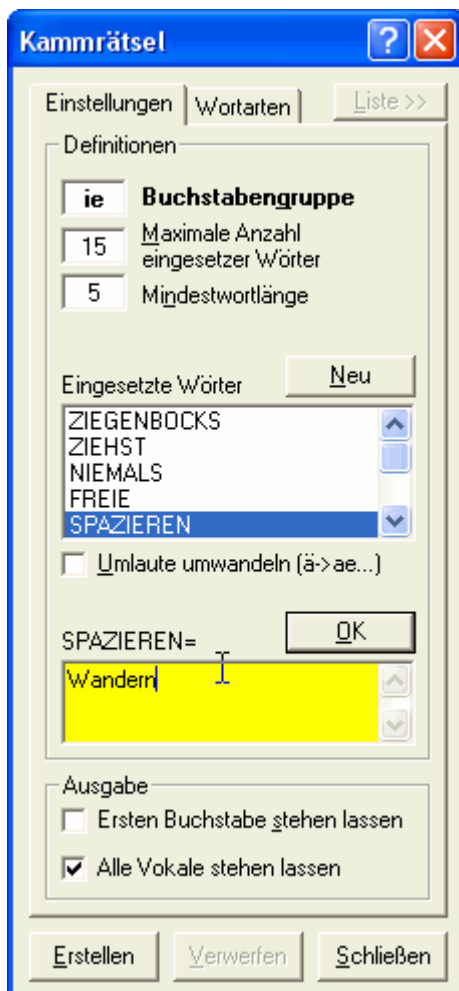 Kammrätsel
Einstellungen Wortarten Liste >>
Definitionen
ie Buchstabengruppe
15 Maximale Anzahl
eingesetzer Wörter
5 Mindestwortlänge
Eingesetzte Wörter Neu
ZIEGENBOCKS
ZIEHST
NIEMALS
FREIE
SPAZIEREN
Umlaute umwandeln (ä->ae...)
SPAZIEREN= OK
Wandern
Ausgabe
Ersten Buchstabe stehen lassen
Alle Vokale stehen lassen
Erstellen Verwerfen Schließen